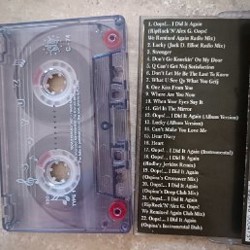 1. Oops!... I Did It Again
(RipRock'N'Alex G. Oops!
We Remixed Again Radio Mix)
2. Lucky (Jack D. Elliot Radio Mix)
3. Stronger
4. Don't Go Knockin' On My Door
5. (I Can't Get No) Satisfaction
6. Don't Let Me Be The Last To Know
7. What U See (Is What You Get)
8. One Kiss From You
9. Where Are You Now
10. When Your Eyes Say It
11. Girl In The Mirror
12. Oops!... I Did It Again (Album Version)
13. Lucky (Album Version)
14. Can't Make You Love Me
15. Dear Diary
16. Heart
17. Oops!... I Did It Again (Instrumental)
18. Oops!... I Did It Again
(Rodney Jerkins Remix)
19. Oops!... I Did It Again
(Ospina's Crossover Mix)
20. Oops!... I Did It Again
(Ospina's Deep Club Mix)
21. Oops!... I Did It Again
(RipRock'N'Alex G. Oops!
We Remixed Again Club Mix)
22. Oops!... I Did It Again
(Ospina's Instrumental Dub)